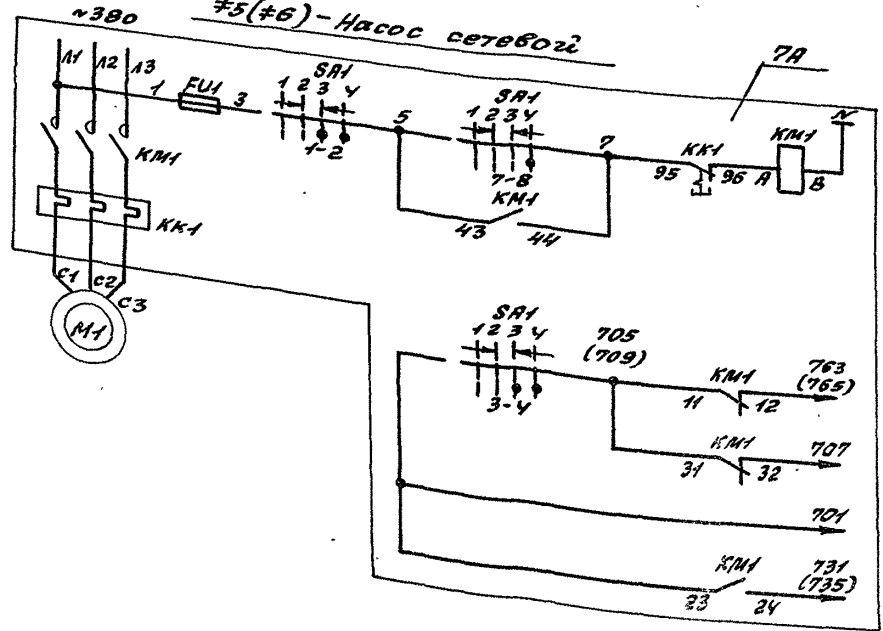 ≠5(≠6)-Насос сетевой
~380
Л1 Л2 Л3
1 FU1 3
SA1
1 2 3 4
1-2
5
SA1
1 2 3 4
7-8
7
7А
КМ1
43 44
КК1
95 96
А КМ1 В
N
КМ1
КК1
С1 С2 С3
М1
SA1
1 2 3 4
3-4
705
(709)
КМ1
11 12
763
(765)
КМ1
31 32
707
701
КМ1
23 24
731
(735)